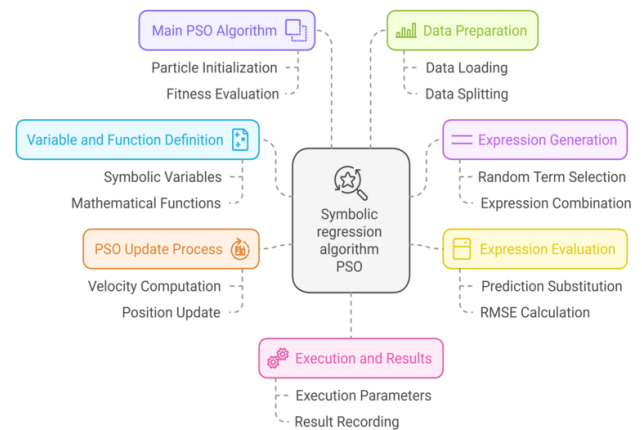 Main PSO Algorithm
Particle Initialization
Fitness Evaluation
Data Preparation
Data Loading
Data Splitting
Variable and Function Definition
Symbolic Variables
Mathematical Functions
Expression Generation
Random Term Selection
Expression Combination
Symbolic
regression
algorithm
PSO
PSO Update Process
Velocity Computation
Position Update
Expression Evaluation
Prediction Substitution
RMSE Calculation
Execution and Results
Execution Parameters
Result Recording